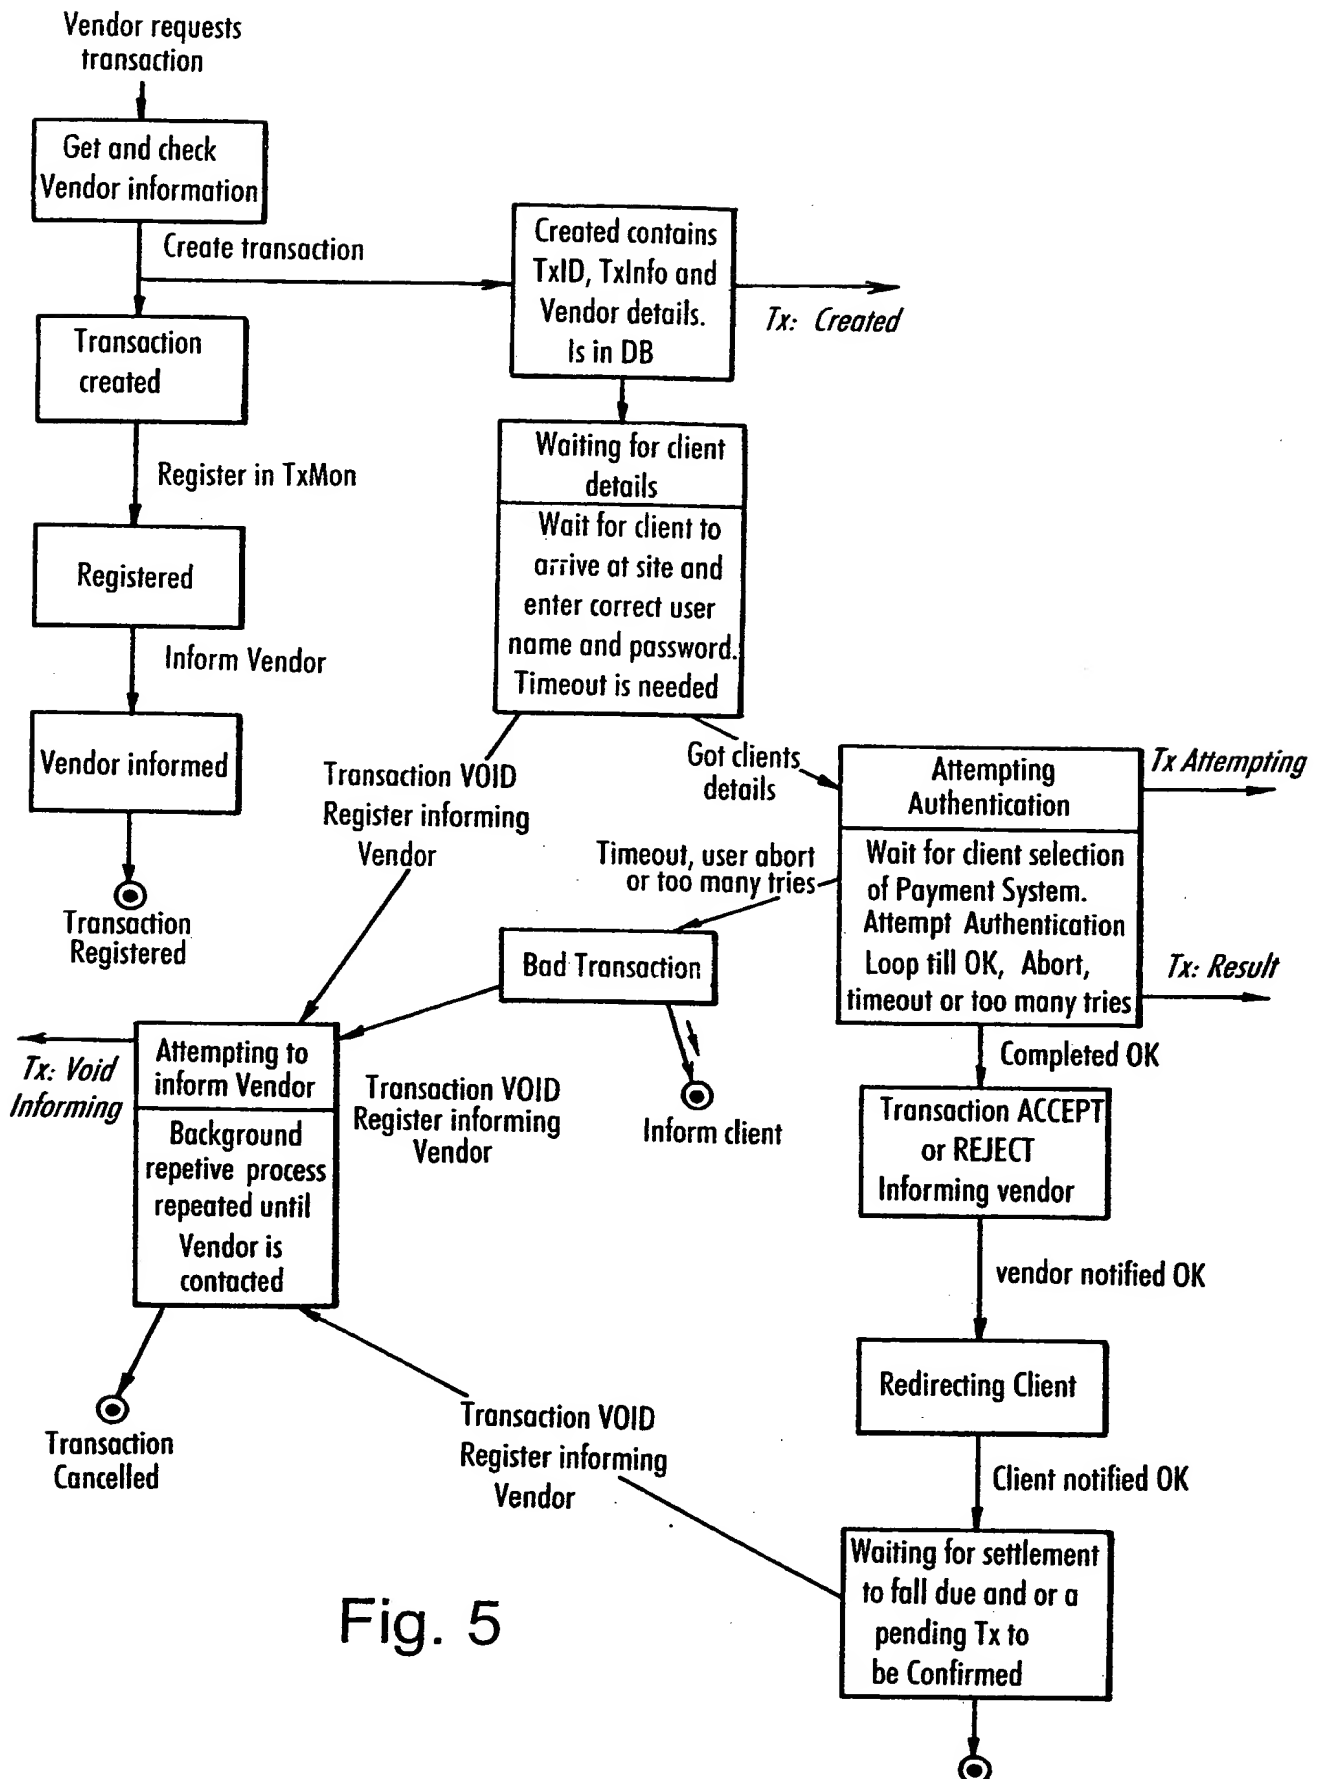 Vendor requests
transaction
Get and check
Vendor information
Create transaction
Transaction
created
Register in TxMon
Registered
Inform Vendor
Vendor informed
Transaction
Registered
Created contains
TxID, TxInfo and
Vendor details.
Is in DB
Tx: Created
Waiting for client
details
Wait for client to
arrive at site and
enter correct user
name and password.
Timeout is needed
Transaction VOID
Register informing
Vendor
Got clients
details
Attempting
Authentication
Tx Attempting
Wait for client selection
of Payment System.
Attempt Authentication
Loop till OK, Abort,
timeout or too many tries
Tx: Result
Timeout, user abort
or too many tries
Bad Transaction
Inform client
Transaction VOID
Register informing
Vendor
Attempting to
inform Vendor
Background
repetive process
repeated until
Vendor is
contacted
Tx: Void
Informing
Transaction
Cancelled
Completed OK
Transaction ACCEPT
or REJECT
Informing vendor
vendor notified OK
Redirecting Client
Client notified OK
Waiting for settlement
to fall due and or a
pending Tx to
be Confirmed
Transaction VOID
Register informing
Vendor
Fig. 5